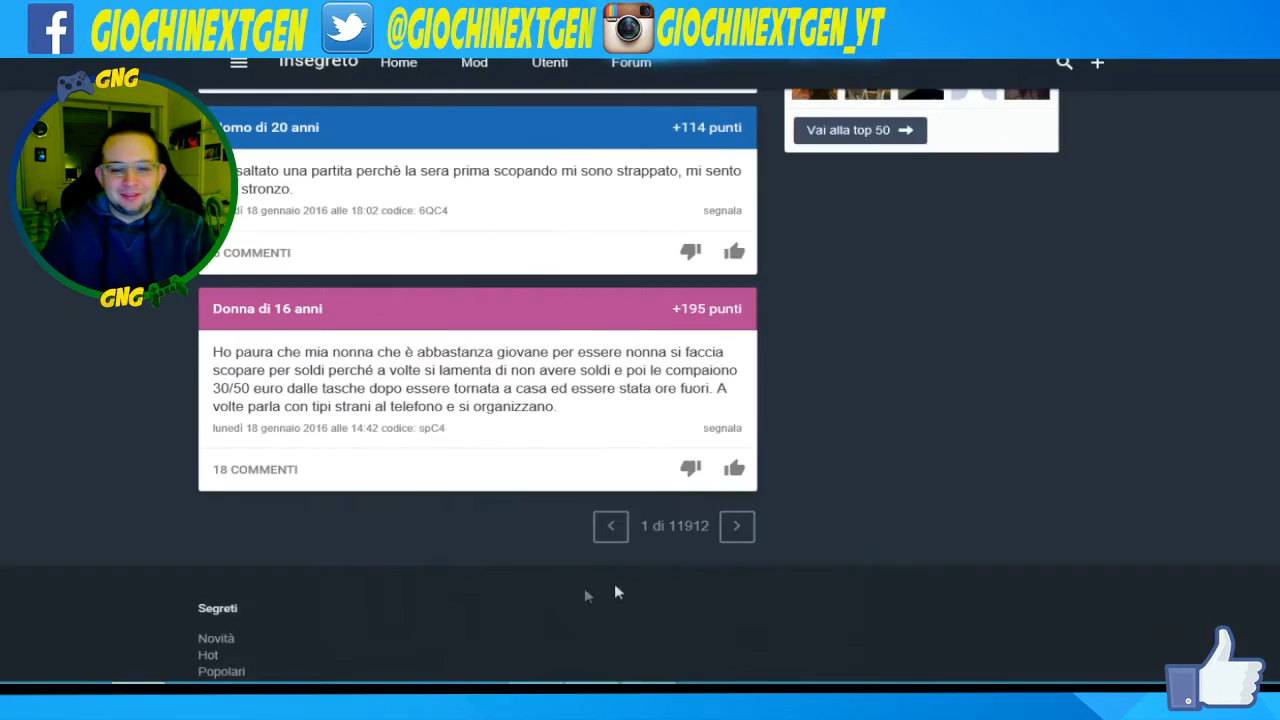 GIOCHINEXTGEN @GIOCHINEXTGEN GIOCHINEXTGEN_YT
Insegreto Home Mod Utenti Forum
GNG
Vai alla top 50
omo di 20 anni +114 punti
saltato una partita perchè la sera prima scopando mi sono strappato, mi sento
stronzo.
18 gennaio 2016 alle 18:02 codice: 6QC4 segnala
COMMENTI
GNG
Donna di 16 anni +195 punti
Ho paura che mia nonna che è abbastanza giovane per essere nonna si faccia
scopare per soldi perché a volte si lamenta di non avere soldi e poi le compaiono
30/50 euro dalle tasche dopo essere tornata a casa ed essere stata ore fuori. A
volte parla con tipi strani al telefono e si organizzano.
lunedì 18 gennaio 2016 alle 14:42 codice: spC4 segnala
18 COMMENTI
1 di 11912
Segreti
Novità
Hot
Popolari